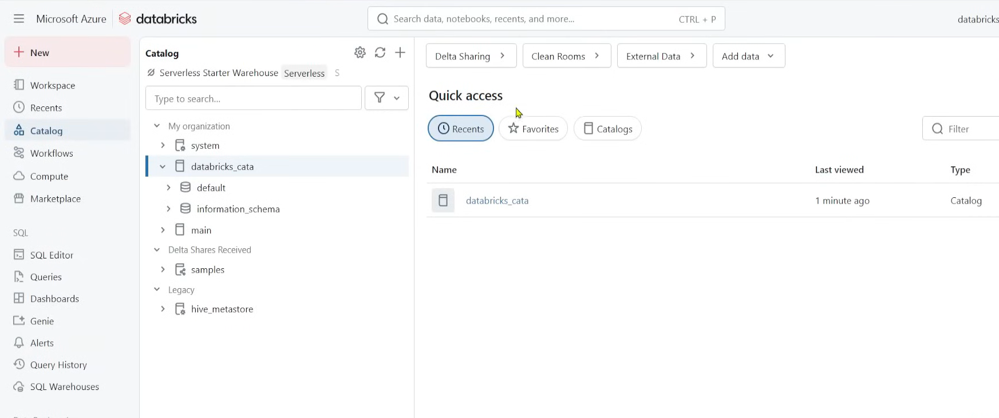 Microsoft Azure databricks
Search data, notebooks, recents, and more... CTRL + P
databricks
New
Workspace
Recents
Catalog
Workflows
Compute
Marketplace
SQL
SQL Editor
Queries
Dashboards
Genie
Alerts
Query History
SQL Warehouses
Catalog
Serverless Starter Warehouse Serverless S
Type to search...
My organization
system
databricks_cata
default
information_schema
main
Delta Shares Received
samples
Legacy
hive_metastore
Delta Sharing Clean Rooms External Data Add data
Quick access
Recents Favorites Catalogs Filter
Name Last viewed Type
databricks_cata 1 minute ago Catalog